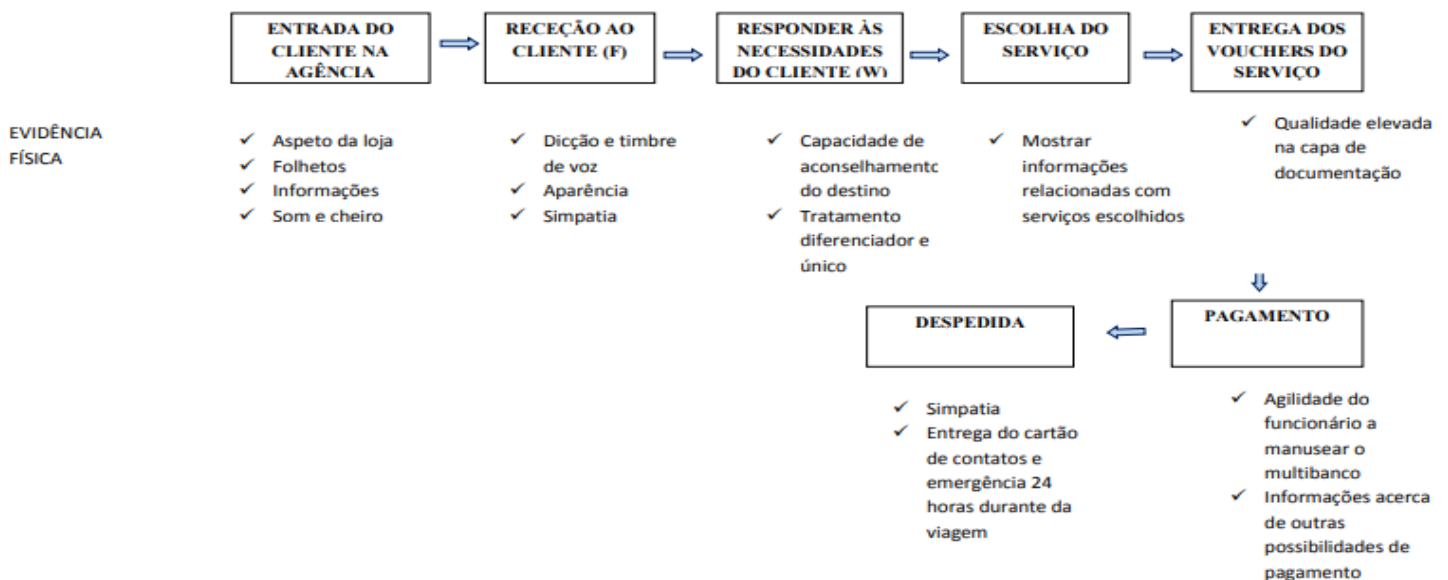 ENTRADA DO
CLIENTE NA
AGÊNCIA
RECEÇÃO AO
CLIENTE (F)
RESPONDER ÀS
NECESSIDADES
DO CLIENTE (W)
ESCOLHA DO
SERVIÇO
ENTREGA DOS
VOUCHERS DO
SERVIÇO
EVIDÊNCIA
FÍSICA
✓ Aspeto da loja
✓ Folhetos
✓ Informações
✓ Som e cheiro
✓ Dicção e timbre
de voz
✓ Aparência
✓ Simpatia
✓ Capacidade de
aconselhamento
do destino
✓ Tratamento
diferenciador e
único
✓ Mostrar
informações
relacionadas com
serviços escolhidos
✓ Qualidade elevada
na capa de
documentação
PAGAMENTO
DESPEDIDA
✓ Simpatia
✓ Entrega do cartão
de contatos e
emergência 24
horas durante da
viagem
✓ Agilidade do
funcionário a
manusear o
multibanco
✓ Informações acerca
de outras
possibilidades de
pagamento